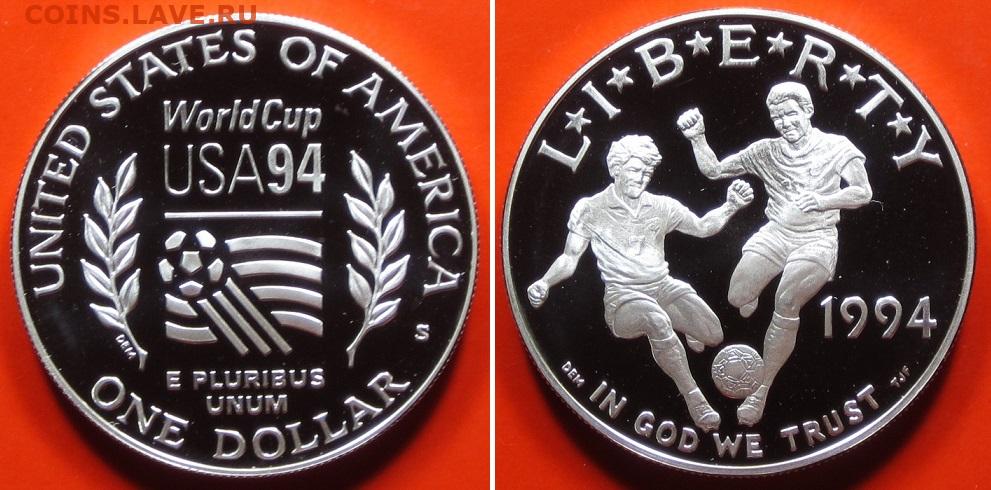 COINS.LAVE.RU
UNITED STATES OF AMERICA
WorldCup
USA94
DEM
S
E PLURIBUS
UNUM
ONE DOLLAR
L★I★B★E★R★T★Y
1994
DEM
IN GOD WE TRUST
TJF